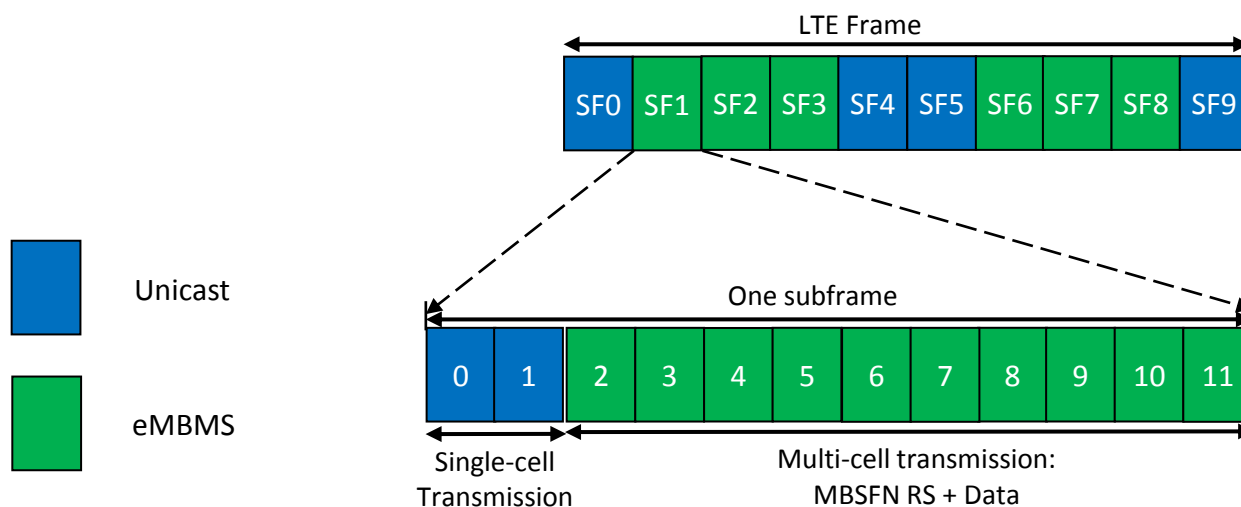 LTE Frame
SF0 SF1 SF2 SF3 SF4 SF5 SF6 SF7 SF8 SF9
Unicast
One subframe
0 1 2 3 4 5 6 7 8 9 10 11
eMBMS
Single-cell
Transmission
Multi-cell transmission:
MBSFN RS + Data